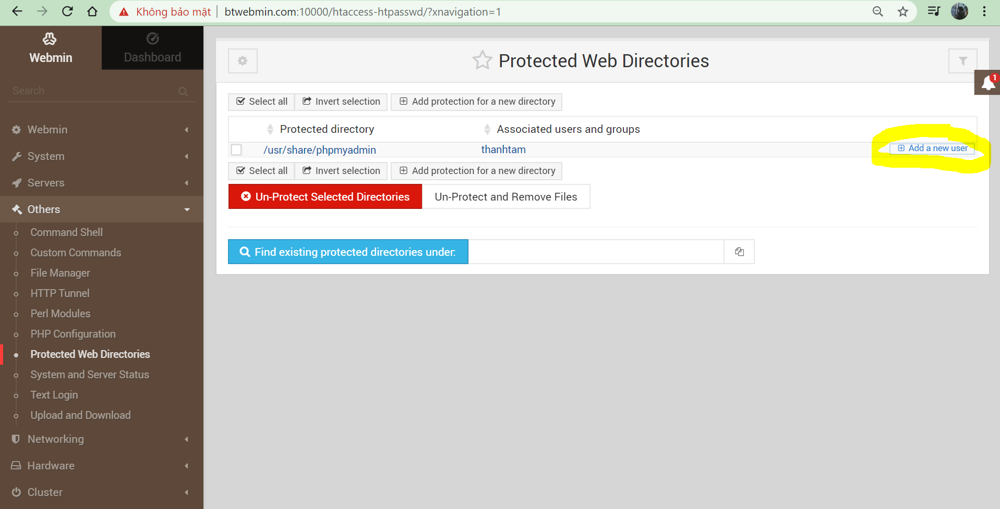 Không bảo mật
btwebmin.com:10000/htaccess-htpasswd/?xnavigation=1
Webmin
Dashboard
Search
Webmin
System
Servers
Others
Command Shell
Custom Commands
File Manager
HTTP Tunnel
Perl Modules
PHP Configuration
Protected Web Directories
System and Server Status
Text Login
Upload and Download
Networking
Hardware
Cluster
Protected Web Directories
1
Select all Invert selection Add protection for a new directory
Protected directory Associated users and groups
/usr/share/phpmyadmin thanhtam Add a new user
Select all Invert selection Add protection for a new directory
Un-Protect Selected Directories Un-Protect and Remove Files
Find existing protected directories under: